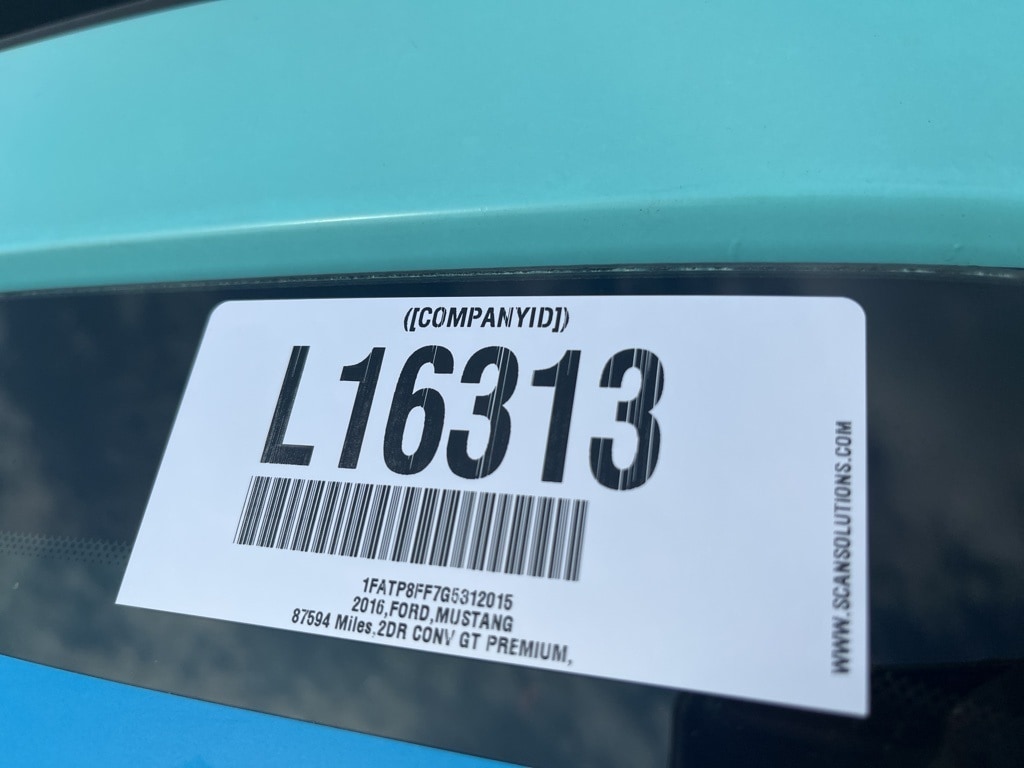 ([COMPANYID])
L16313
1FATP8FF7G5312015
2016,FORD,MUSTANG
87594 Miles,2DR CONV GT PREMIUM,
WWW.SCANSOLUTIONS.COM